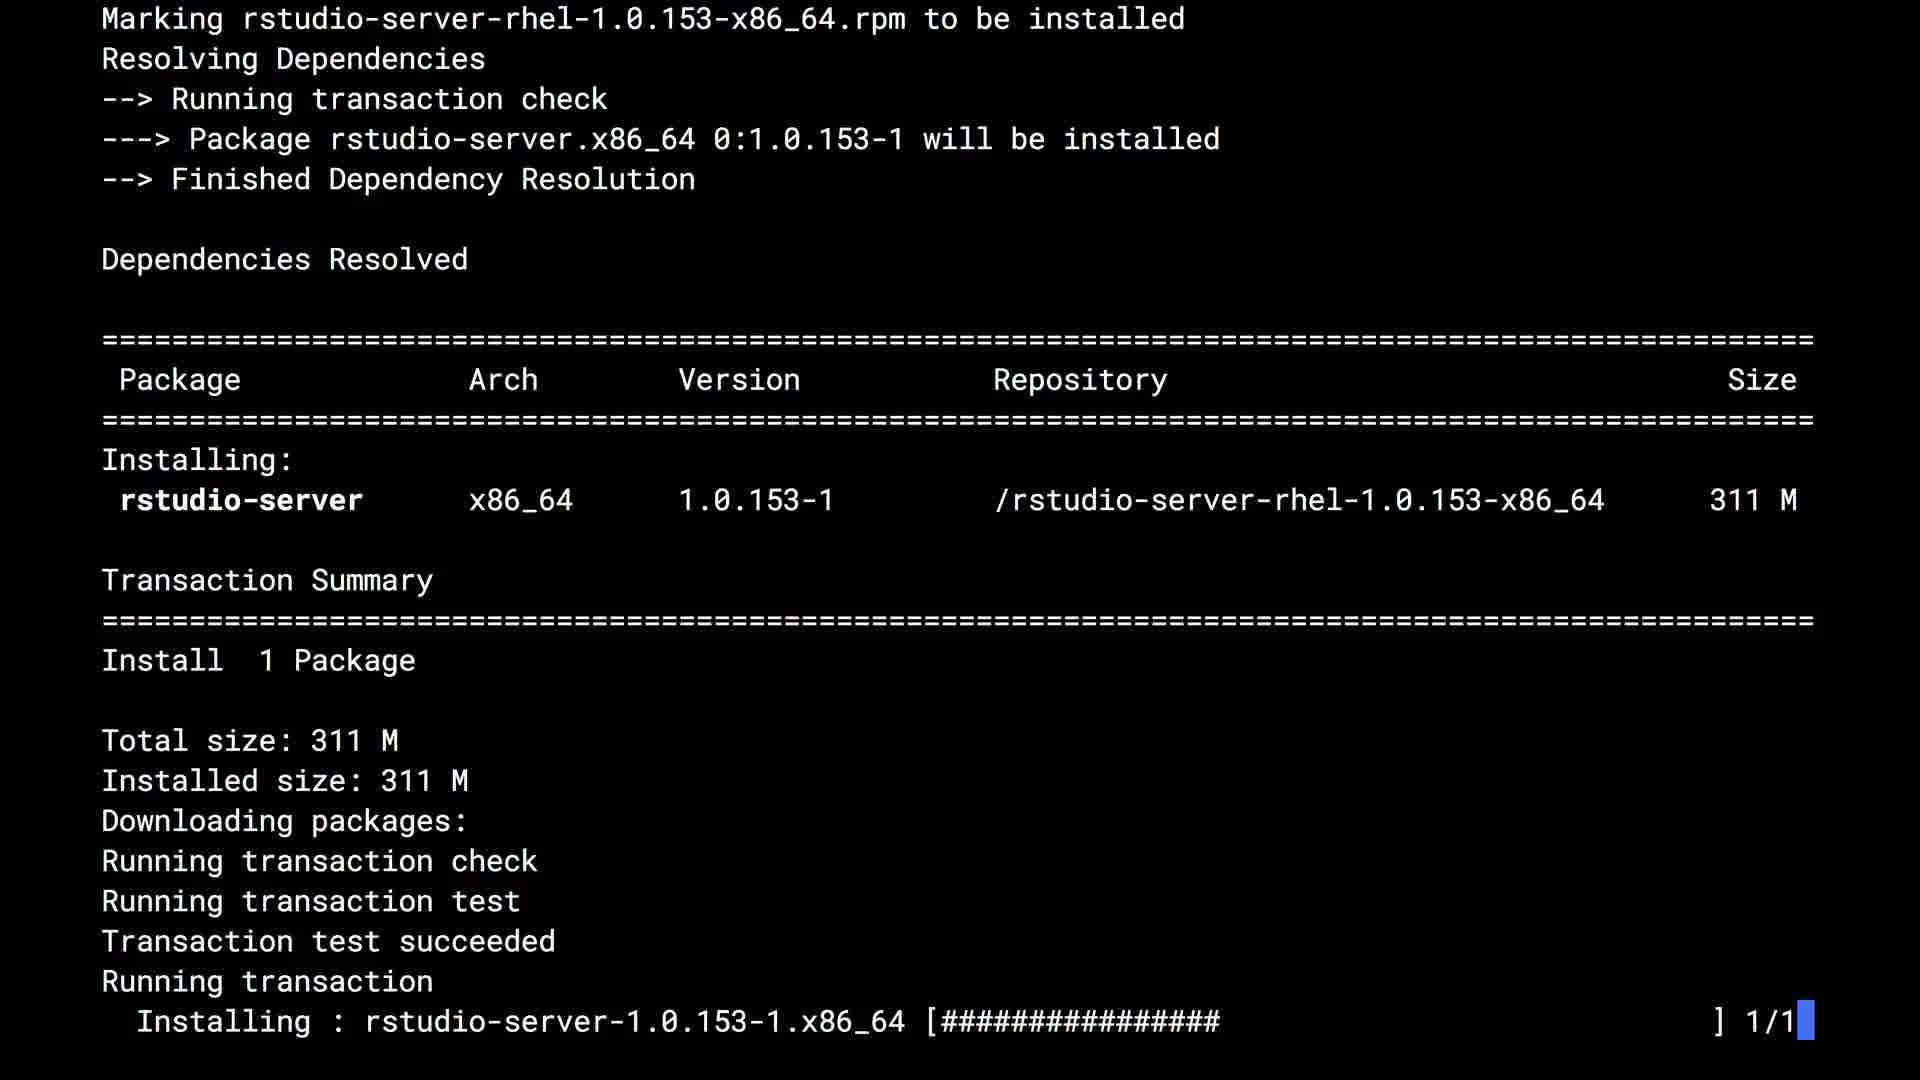 Marking rstudio-server-rhel-1.0.153-x86_64.rpm to be installed
Resolving Dependencies
--> Running transaction check
---> Package rstudio-server.x86_64 0:1.0.153-1 will be installed
--> Finished Dependency Resolution
Dependencies Resolved
==================================================================================================
Package Arch Version Repository Size
==================================================================================================
Installing:
rstudio-server x86_64 1.0.153-1 /rstudio-server-rhel-1.0.153-x86_64 311 M
Transaction Summary
==================================================================================================
Install 1 Package
Total size: 311 M
Installed size: 311 M
Downloading packages:
Running transaction check
Running transaction test
Transaction test succeeded
Running transaction
Installing : rstudio-server-1.0.153-1.x86_64 [################ ] 1/1